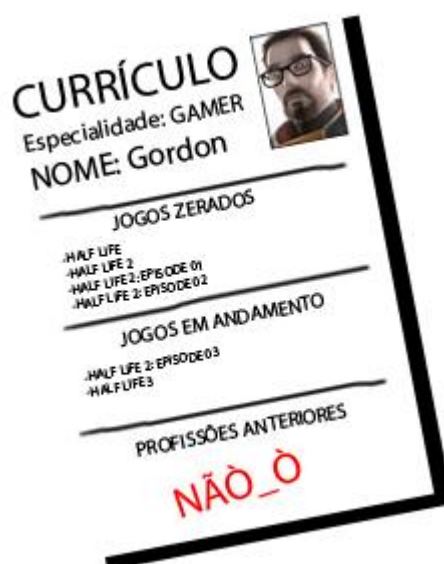 CURRÍCULO
Especialidade: GAMER
NOME: Gordon
JOGOS ZERADOS
-HALF LIFE
-HALF LIFE 2
-HALF LIFE 2: EPISODE 01
-HALF LIFE 2: EPISODE 02
JOGOS EM ANDAMENTO
-HALF LIFE 2: EPISODE 03
-HALF LIFE 3
PROFISSÕES ANTERIORES
NÃÒ_Ò